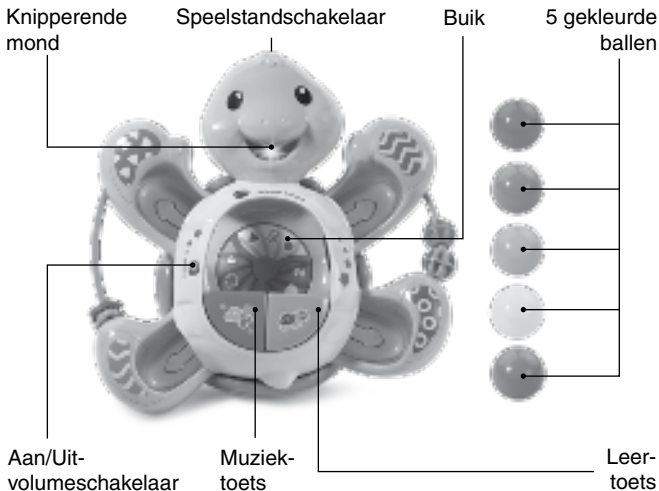 Knipperende
mond
Speelstandschakelaar
Buik
5 gekleurde
ballen
Aan/Uit-
volumeschakelaar
Muziek-
toets
Leer-
toets